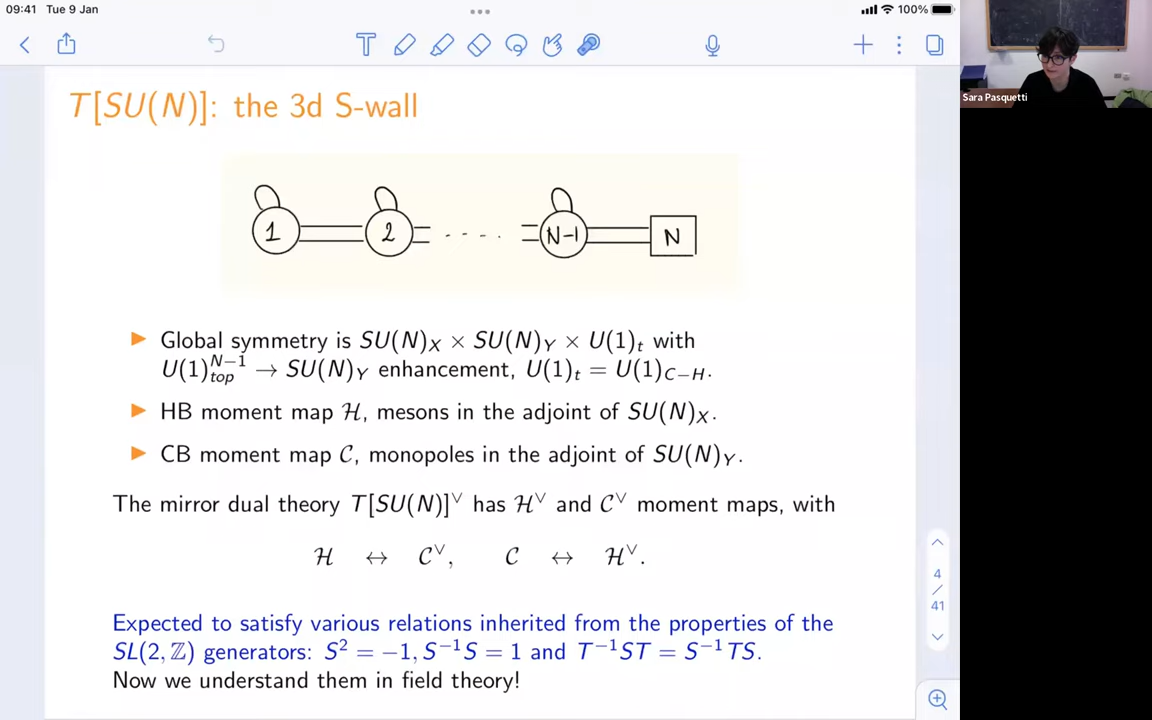 09:41 Tue 9 Jan
100%
T[SU(N)]: the 3d S-wall
1 2 N-1 N
▶ Global symmetry is SU(N)_X × SU(N)_Y × U(1)_t with
U(1)^{N−1}_{top} → SU(N)_Y enhancement, U(1)_t = U(1)_{C−H}.
▶ HB moment map ℋ, mesons in the adjoint of SU(N)_X.
▶ CB moment map 𝒞, monopoles in the adjoint of SU(N)_Y.
The mirror dual theory T[SU(N)]^∨ has ℋ^∨ and 𝒞^∨ moment maps, with
ℋ ↔ 𝒞^∨, 𝒞 ↔ ℋ^∨.
Expected to satisfy various relations inherited from the properties of the
SL(2, ℤ) generators: S² = −1, S^{−1}S = 1 and T^{−1}ST = S^{−1}TS.
Now we understand them in field theory!
4
/
41
Sara Pasquetti